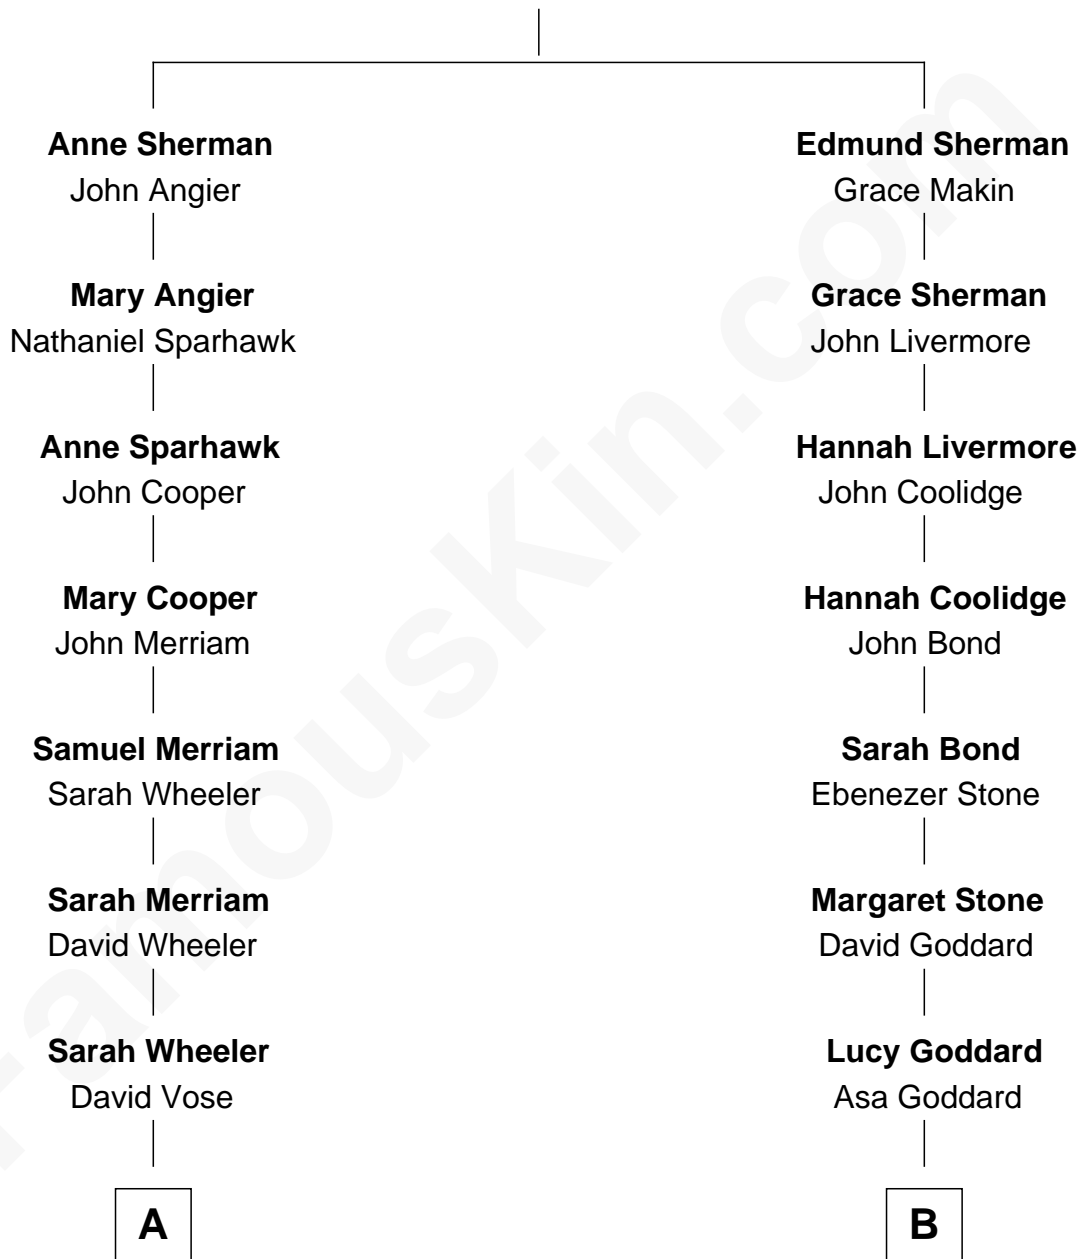 Anne Sherman
John Angier
Mary Angier
Nathaniel Sparhawk
Anne Sparhawk
John Cooper
Mary Cooper
John Merriam
Samuel Merriam
Sarah Wheeler
Sarah Merriam
David Wheeler
Sarah Wheeler
David Vose
A
Edmund Sherman
Grace Makin
Grace Sherman
John Livermore
Hannah Livermore
John Coolidge
Hannah Coolidge
John Bond
Sarah Bond
Ebenezer Stone
Margaret Stone
David Goddard
Lucy Goddard
Asa Goddard
B
FamousKin.com